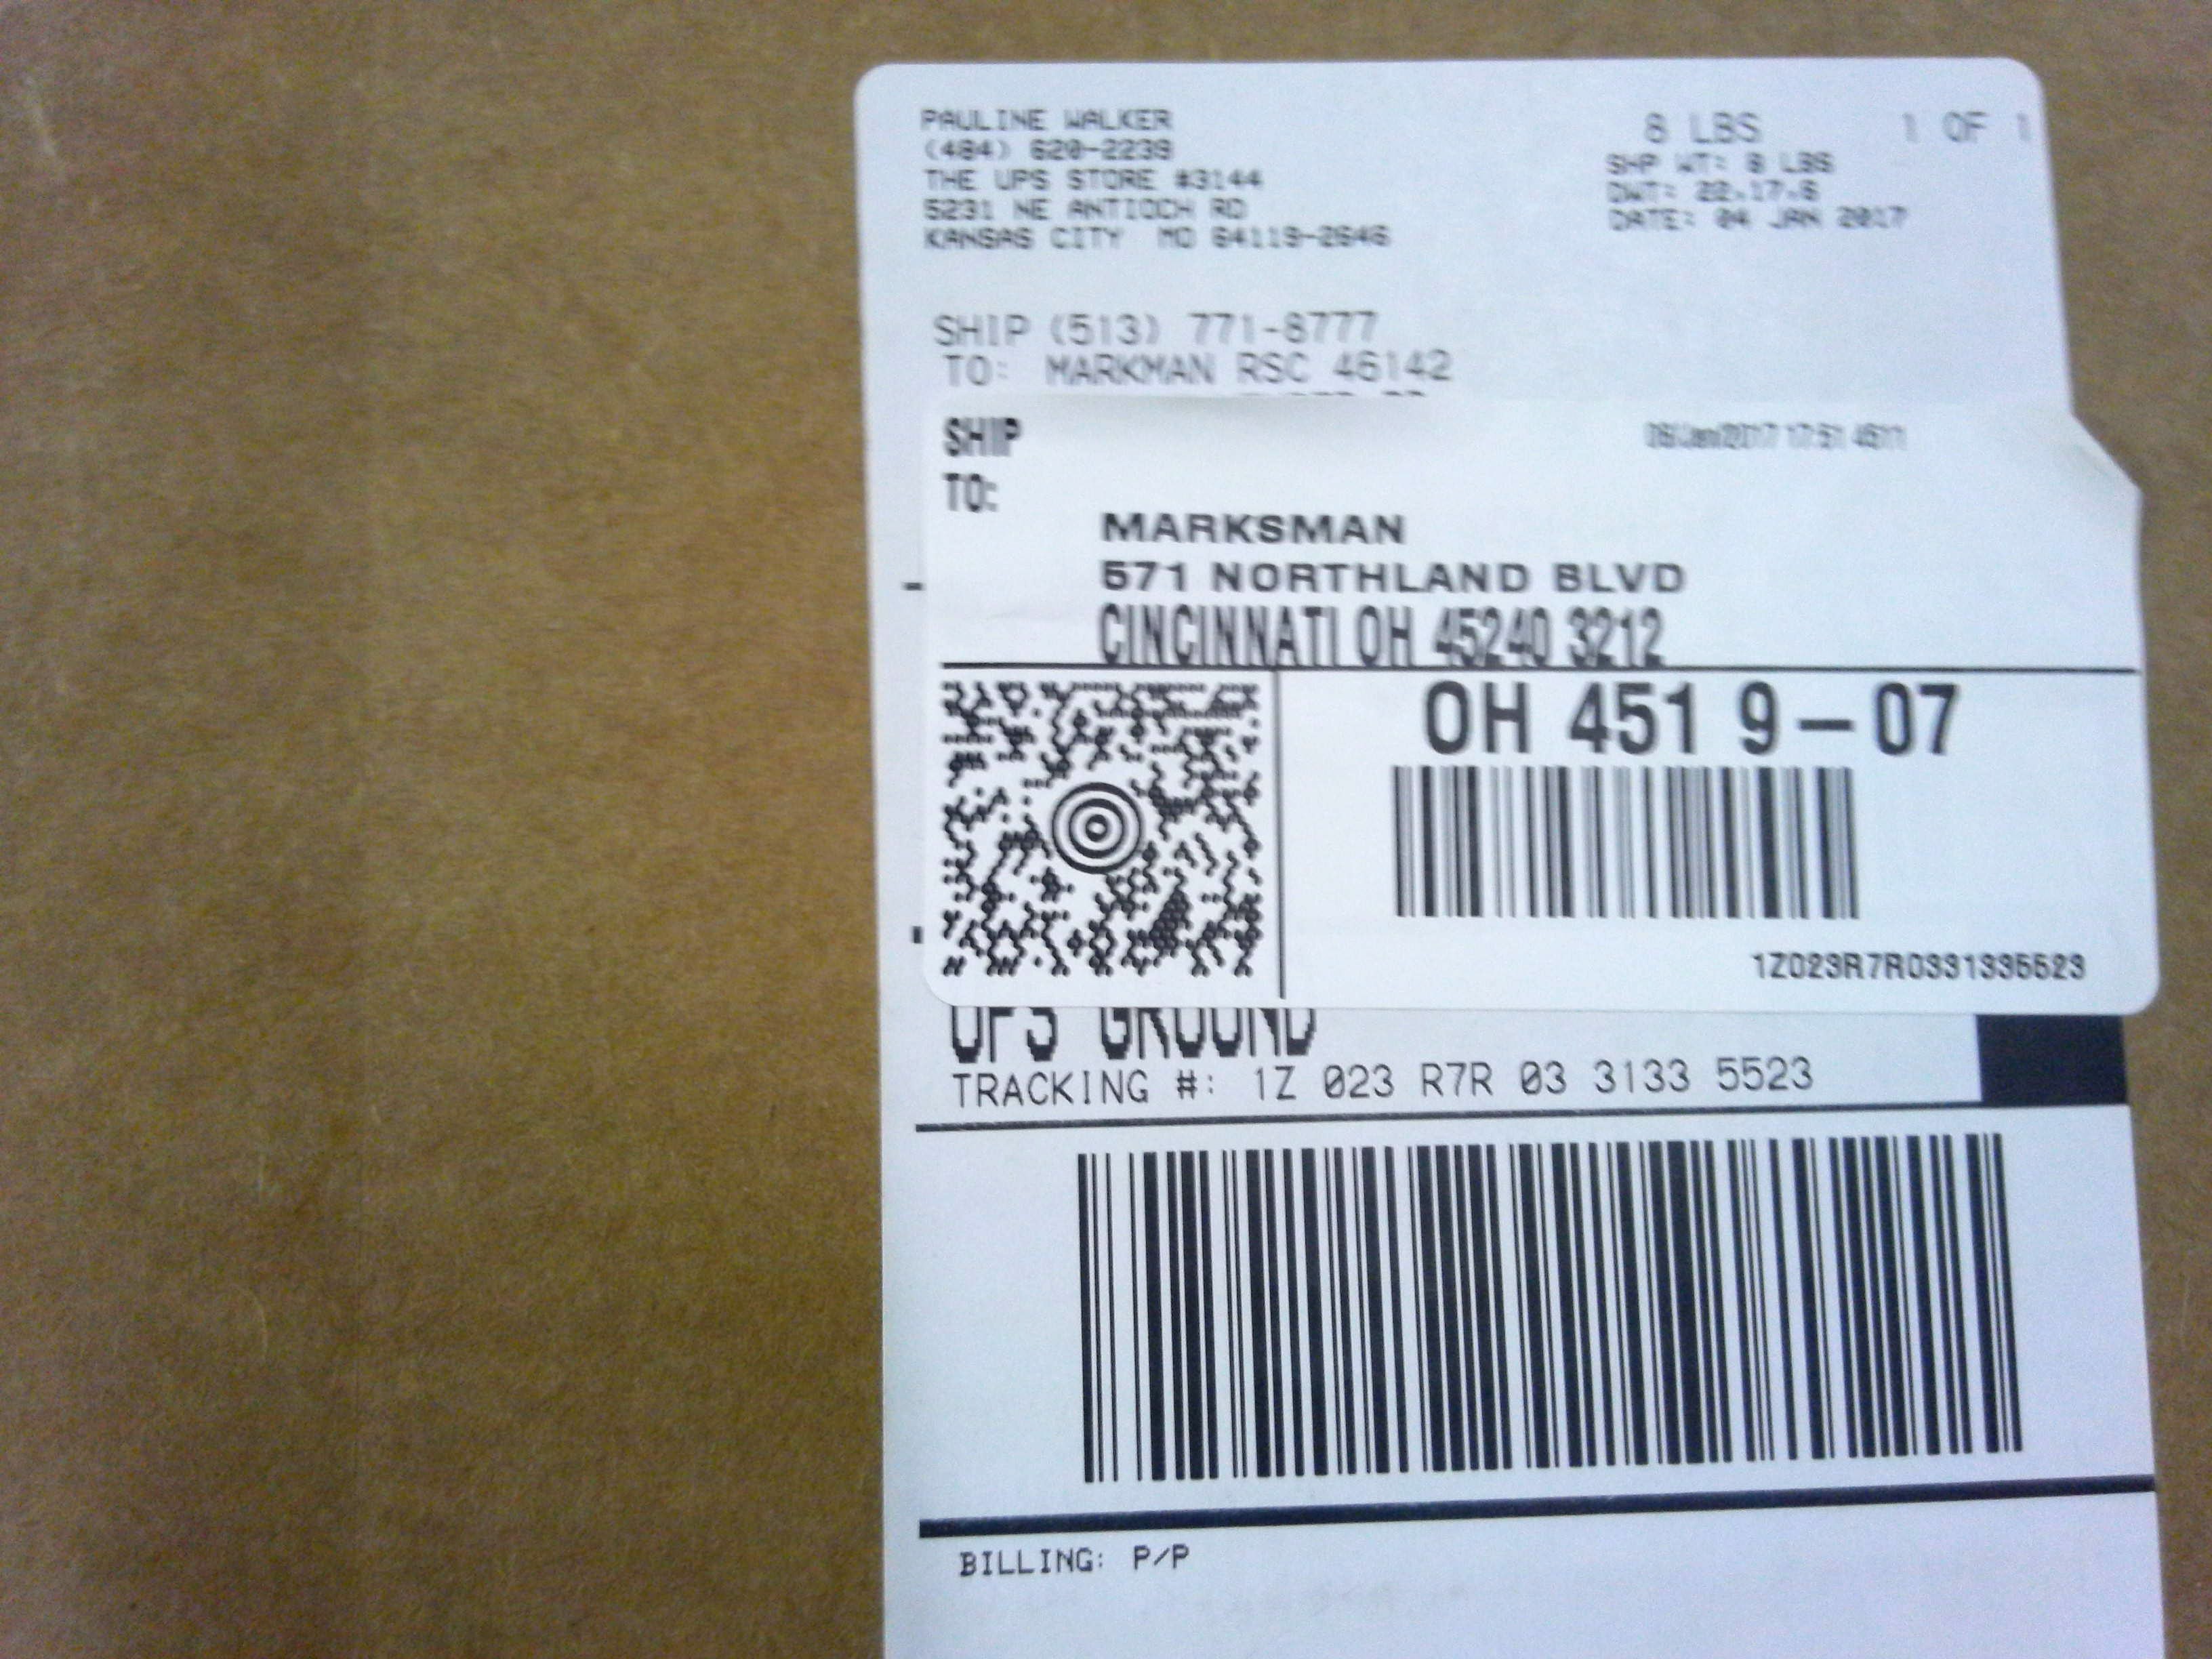 PAULINE WALKER
(484) 620-2239
THE UPS STORE #3144
5231 NE ANTIOCH RD
KANSAS CITY MO 64119-2646
8 LBS 1 OF 1
SHP WT: 8 LBS
DWT: 22,17,6
DATE: 04 JAN 2017
SHIP (513) 771-8777
TO: MARKMAN RSC 46142
SHIP
TO:
MARKSMAN
571 NORTHLAND BLVD
CINCINNATI OH 45240 3212
OH 451 9-07
1Z023R7R0331335523
UPS GROUND
TRACKING #: 1Z 023 R7R 03 3133 5523
BILLING: P/P